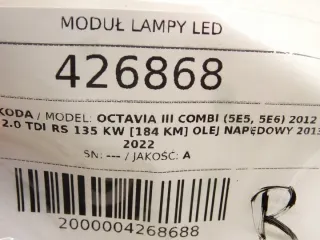 MODUŁ LAMPY LED
426868
KODA / MODEL: OCTAVIA III COMBI (5E5, 5E6) 2012
2.0 TDI RS 135 KW [184 KM] OLEJ NAPĘDOWY 2013
2022
SN: --- / JAKOŚĆ: A
2000004268688
R